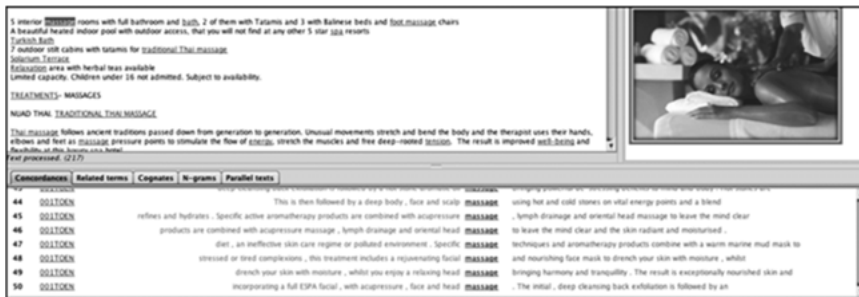 5 interior massage rooms with full bathroom and bath, 2 of them with Tatamis and 3 with Balinese beds and foot massage chairs
A beautiful heated indoor pool with outdoor access, that you will not find at any other 5 star spa resorts
Turkish Bath
7 outdoor stilt cabins with tatamis for traditional Thai massage
Solarium Terrace
Relaxation area with herbal teas available
Limited capacity. Children under 16 not admitted. Subject to availability.
TREATMENTS- MASSAGES
NUAD THAI. TRADITIONAL THAI MASSAGE
Thai massage follows ancient traditions passed down from generation to generation. Unusual movements stretch and bend the body and the therapist uses their hands,
elbows and feet as massage pressure points to stimulate the flow of energy, stretch the muscles and free deep-rooted tension. The result is improved well-being and
Text processed. (217)
Concordances Related terms Cognates N-grams Parallel texts
44 001TOEN This is then followed by a deep body , face and scalp massage using hot and cold stones on vital energy points and a blend
45 001TOEN refines and hydrates . Specific active aromatherapy products are combined with acupressure massage , lymph drainage and oriental head massage to leave the mind clear
46 001TOEN products are combined with acupressure massage , lymph drainage and oriental head massage to leave the mind clear and the skin radiant and moisturised .
47 001TOEN diet , an ineffective skin care regime or polluted environment . Specific massage techniques and aromatherapy products combine with a warm marine mud mask to
48 001TOEN stressed or tired complexions , this treatment includes a rejuvenating facial massage and nourishing face mask to drench your skin with moisture , whilst
49 001TOEN drench your skin with moisture , whilst you enjoy a relaxing head massage bringing harmony and tranquillity . The result is exceptionally nourished skin and
50 001TOEN incorporating a full ESPA facial , with acupressure , face and head massage . The initial , deep cleansing back exfoliation is followed by an